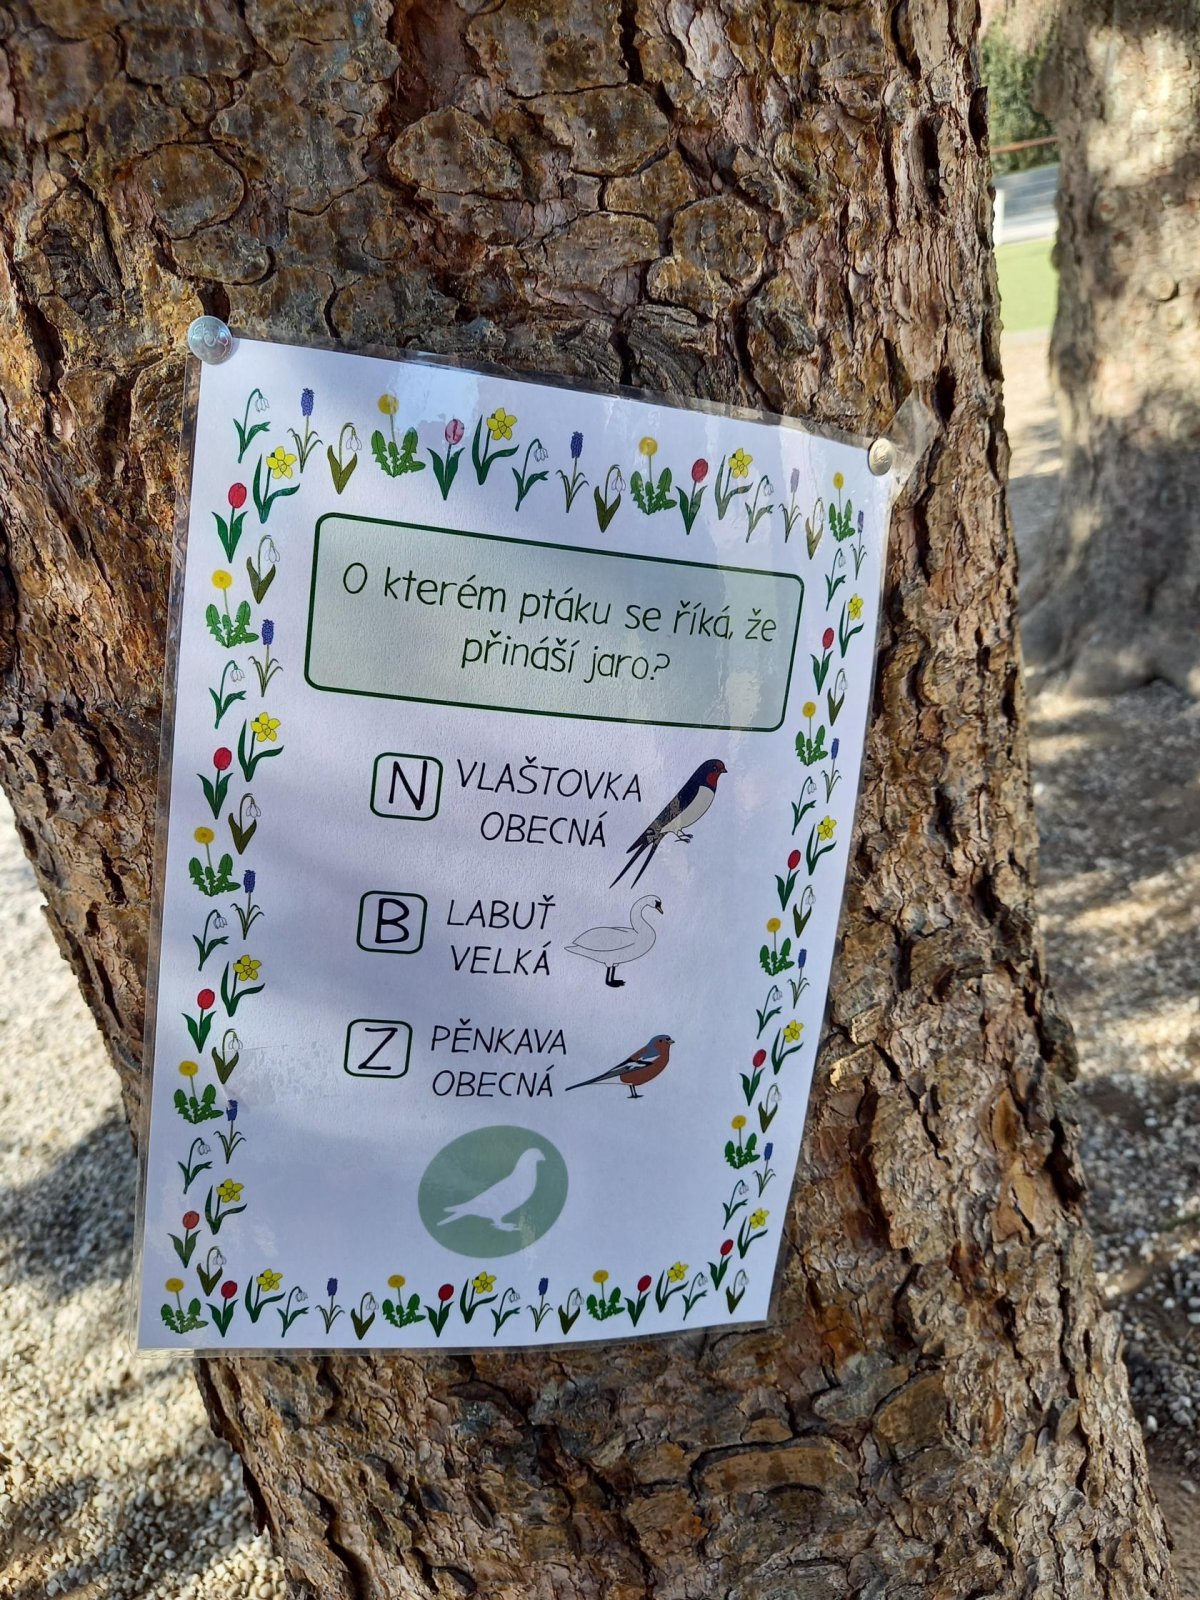 O kterém ptáku se říká, že
přináší jaro?
N VLAŠTOVKA
OBECNÁ
B LABUŤ
VELKÁ
Z PĚNKAVA
OBECNÁ